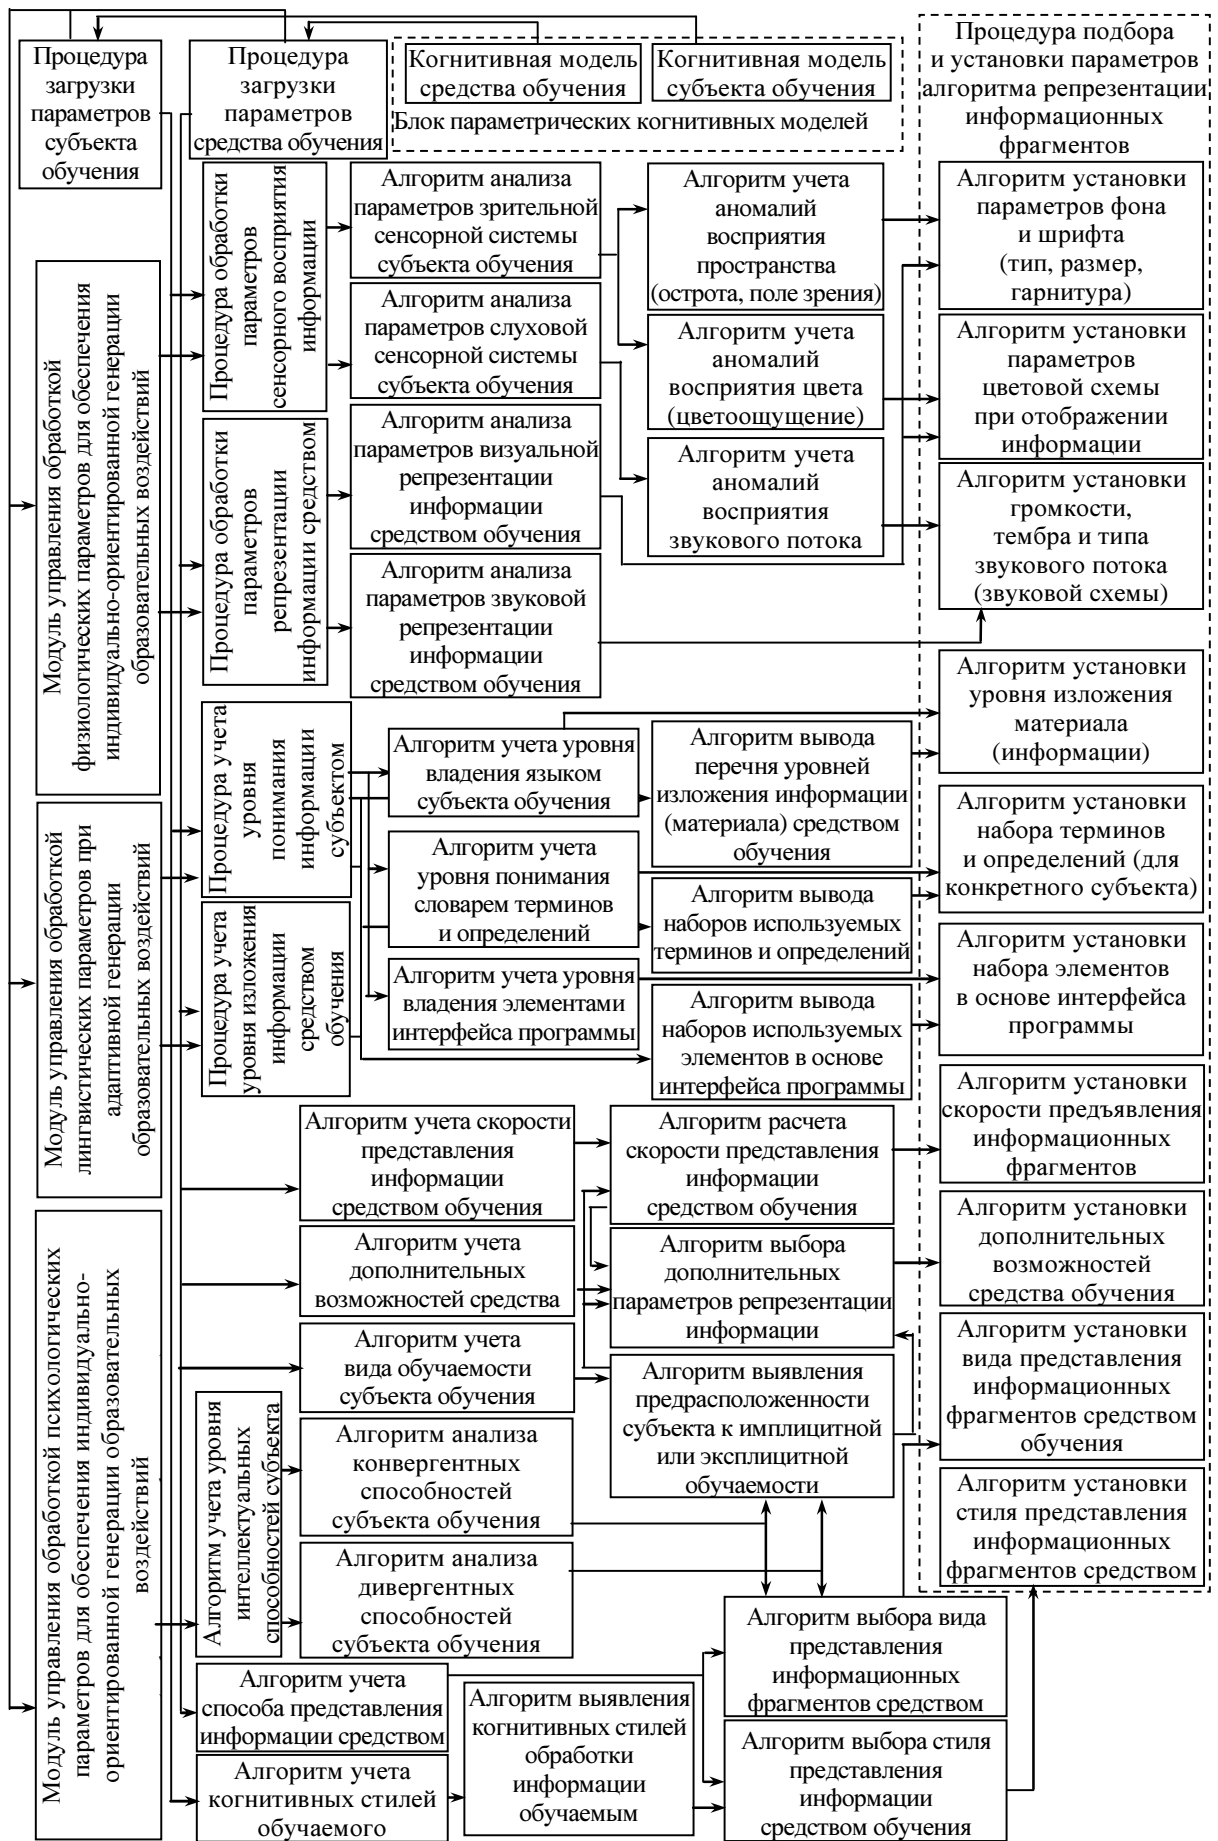 Процедура
загрузки
параметров
субъекта
обучения
Процедура
загрузки
параметров
средства обучения
Когнитивная модель
средства обучения
Когнитивная модель
субъекта обучения
Блок параметрических когнитивных моделей
Процедура подбора
и установки параметров
алгоритма репрезентации
информационных
фрагментов
Модуль управления обработкой
физиологических параметров для обеспечения
индивидуально-ориентированной генерации
образовательных воздействий
Процедура обработки
параметров
сенсорного восприятия
информации
Процедура обработки
параметров
репрезентации
информации средством
Алгоритм анализа
параметров зрительной
сенсорной системы
субъекта обучения
Алгоритм анализа
параметров слуховой
сенсорной системы
субъекта обучения
Алгоритм анализа
параметров визуальной
репрезентации
информации
средством обучения
Алгоритм анализа
параметров звуковой
репрезентации
информации
средством обучения
Алгоритм учета
аномалий
восприятия
пространства
(острота, поле зрения)
Алгоритм учета
аномалий
восприятия цвета
(цветоощущение)
Алгоритм учета
аномалий
восприятия
звукового потока
Алгоритм установки
параметров фона
и шрифта
(тип, размер,
гарнитура)
Алгоритм установки
параметров
цветовой схемы
при отображении
информации
Алгоритм установки
громкости,
тембра и типа
звукового потока
(звуковой схемы)
Модуль управления обработкой
лингвистических параметров при
адаптивной генерации
образовательных воздействий
Процедура учета
уровня
понимания
информации
субъектом
Процедура учета
уровня изложения
информации
средством
обучения
Алгоритм учета уровня
владения языком
субъекта обучения
Алгоритм учета
уровня понимания
словарем терминов
и определений
Алгоритм учета уровня
владения элементами
интерфейса программы
Алгоритм вывода
перечня уровней
изложения информации
(материала) средством
обучения
Алгоритм вывода
наборов используемых
терминов и определений
Алгоритм вывода
наборов используемых
элементов в основе
интерфейса программы
Алгоритм установки
уровня изложения
материала
(информации)
Алгоритм установки
набора терминов
и определений (для
конкретного субъекта)
Алгоритм установки
набора элементов
в основе интерфейса
программы
Модуль управления обработкой психологических
параметров для обеспечения индивидуально-
ориентированной генерации образовательных
воздействий
Алгоритм учета скорости
представления
информации
средством обучения
Алгоритм учета
дополнительных
возможностей средства
Алгоритм учета
вида обучаемости
субъекта обучения
Алгоритм учета уровня
интеллектуальных
способностей субъекта
Алгоритм анализа
конвергентных
способностей
субъекта обучения
Алгоритм анализа
дивергентных
способностей
субъекта обучения
Алгоритм учета
способа представления
информации средством
Алгоритм учета
когнитивных стилей
обучаемого
Алгоритм выявления
когнитивных стилей
обработки
информации
обучаемым
Алгоритм расчета
скорости представления
информации
средством обучения
Алгоритм выбора
дополнительных
параметров репрезентации
информации
Алгоритм выявления
предрасположенности
субъекта к имплицитной
или эксплицитной
обучаемости
Алгоритм выбора вида
представления
информационных
фрагментов средством
Алгоритм выбора стиля
представления
информации
средством обучения
Алгоритм установки
скорости предъявления
информационных
фрагментов
Алгоритм установки
дополнительных
возможностей
средства обучения
Алгоритм установки
вида представления
информационных
фрагментов средством
обучения
Алгоритм установки
стиля представления
информационных
фрагментов средством